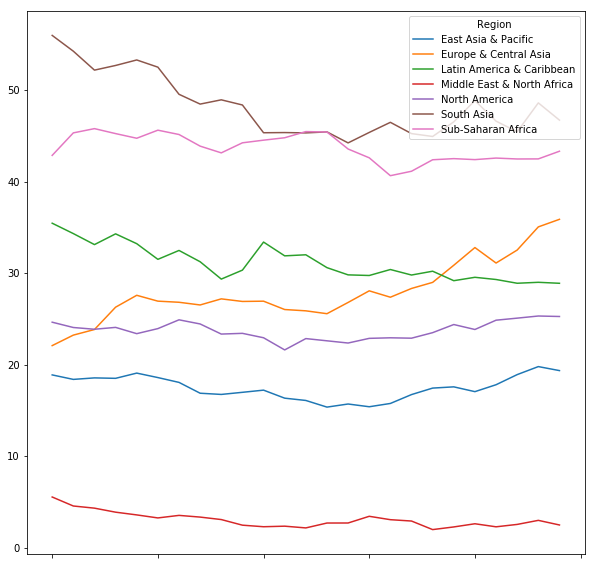 Region
East Asia & Pacific
Europe & Central Asia
Latin America & Caribbean
Middle East & North Africa
North America
South Asia
Sub-Saharan Africa
50
40
30
20
10
0